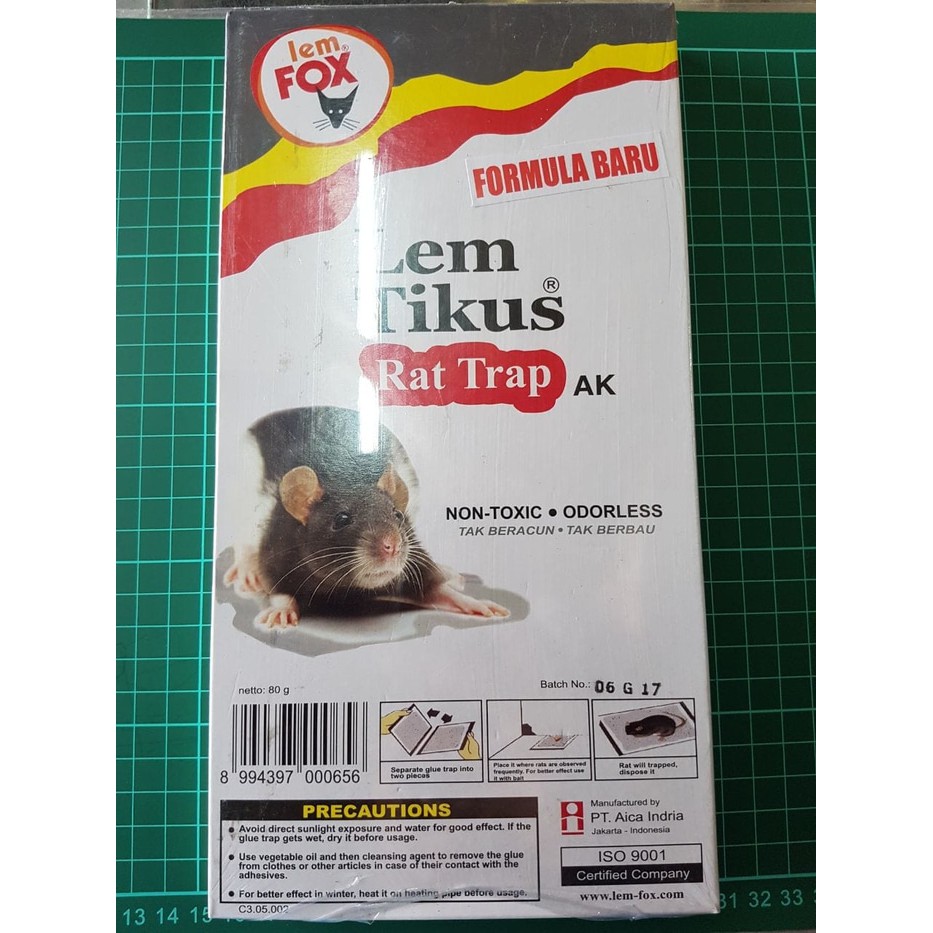 lem®
FOX
FORMULA BARU
Lem
Tikus®
Rat Trap AK
NON-TOXIC ● ODORLESS
TAK BERACUN • TAK BERBAU
netto: 80 g
Batch No.: 06 G 17
8 994397 000656
Separate glue trap into
two pieces
Place it where rats are observed
frequently. For better effect use
it with bait
Rat will trapped,
dispose it
PRECAUTIONS
● Avoid direct sunlight exposure and water for good effect. If the
glue trap gets wet, dry it before usage.
● Use vegetable oil and then cleansing agent to remove the glue
from clothes or other articles in case of their contact with the
adhesives.
● For better effect in winter, heat it on heating pipe before usage.
C3.05.002
Manufactured by
PT. Aica Indria
Jakarta - Indonesia
ISO 9001
Certified Company
www.lem-fox.com
13 14 15
31 32 33